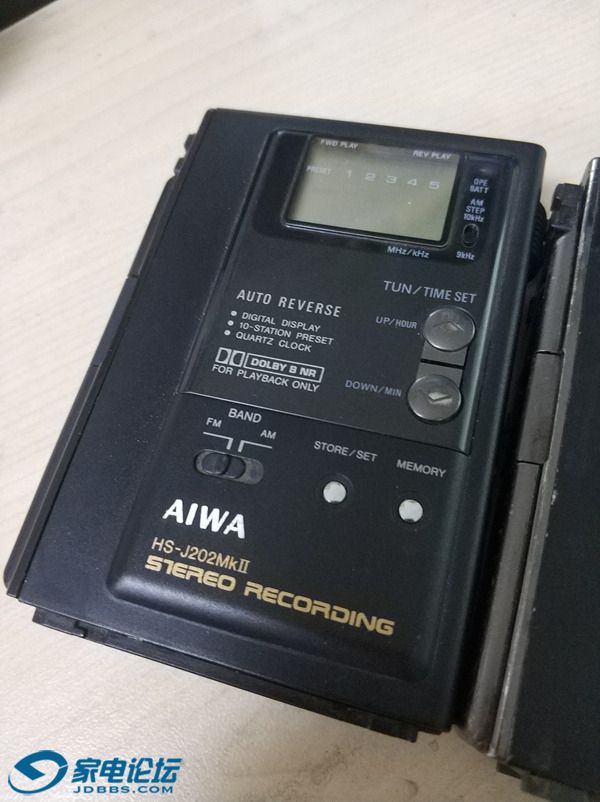 FWD PLAY REV PLAY
PRESET 1 2 3 4 5
OPE
BATT
AM
STEP
10kHz
9kHz
MHz/kHz
TUN/TIME SET
UP/HOUR
AUTO REVERSE
• DIGITAL DISPLAY
• 10-STATION PRESET
• QUARTZ CLOCK
DOLBY B NR
FOR PLAYBACK ONLY
DOWN/MIN
BAND
FM AM
STORE/SET
MEMORY
AIWA
HS-J202MkII
STEREO RECORDING
家电论坛
JDBBS.COM